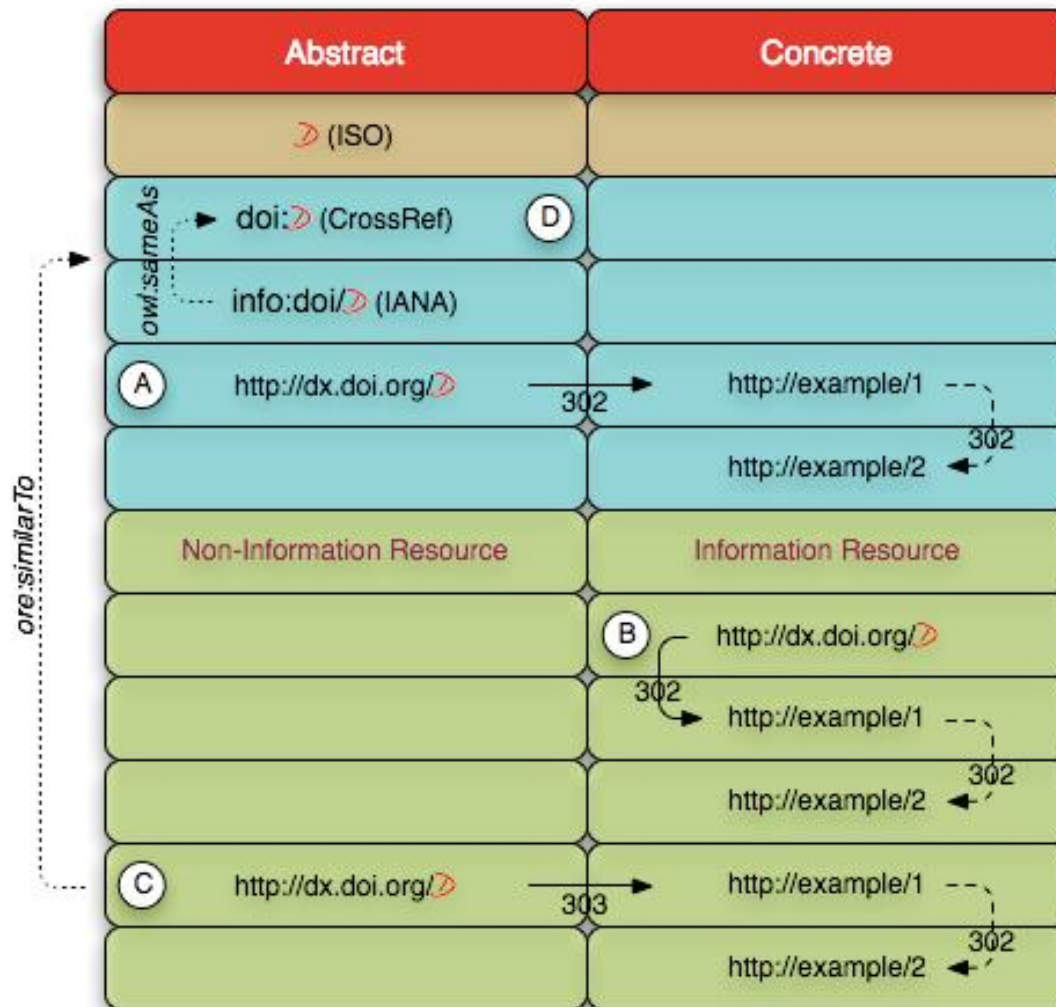 Abstract Concrete
(ISO)
doi: (CrossRef) D
info:doi/ (IANA)
owl:sameAs
A http://dx.doi.org/ 302 http://example/1
302
http://example/2
ore:similarTo
Non-Information Resource Information Resource
B http://dx.doi.org/
302
http://example/1
302
http://example/2
C http://dx.doi.org/ 303 http://example/1
302
http://example/2